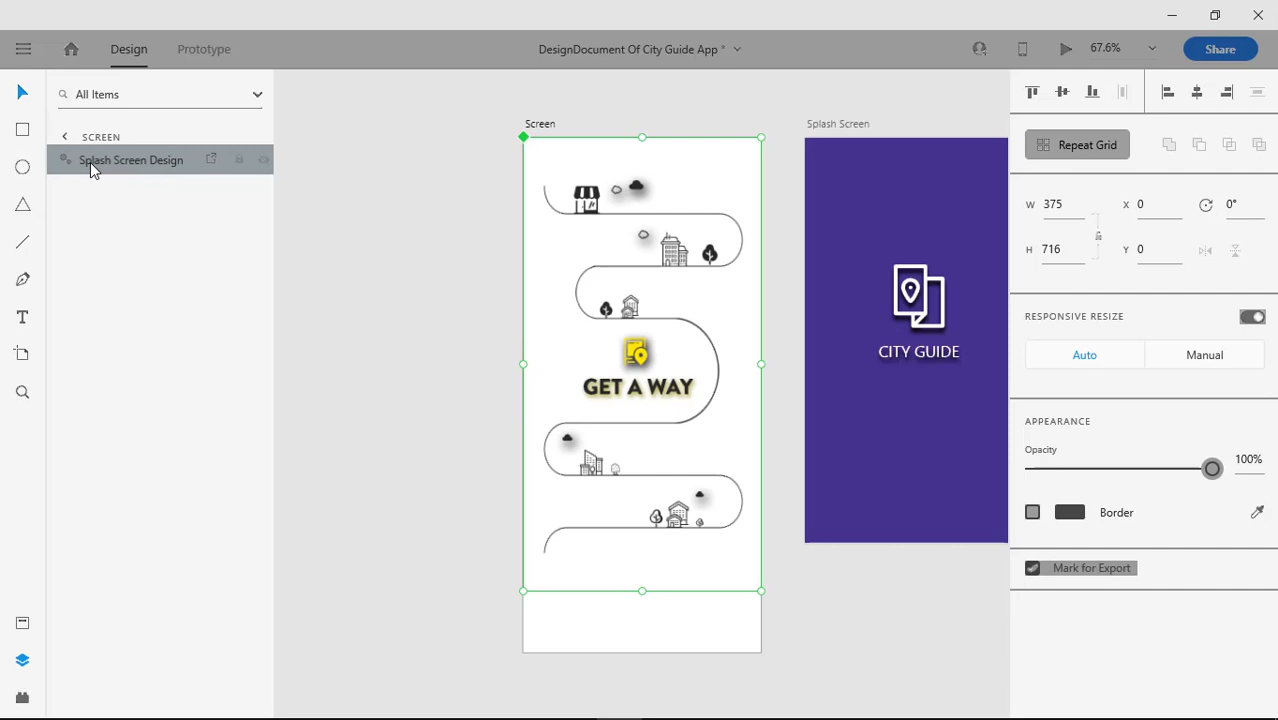 Design
Prototype
DesignDocument Of City Guide App *
67.6%
Share
All Items
SCREEN
Splash Screen Design
Screen
Splash Screen
GET A WAY
CITY GUIDE
Repeat Grid
W 375 X 0 0°
H 716 Y 0
RESPONSIVE RESIZE
Auto
Manual
APPEARANCE
Opacity
100%
Border
Mark for Export